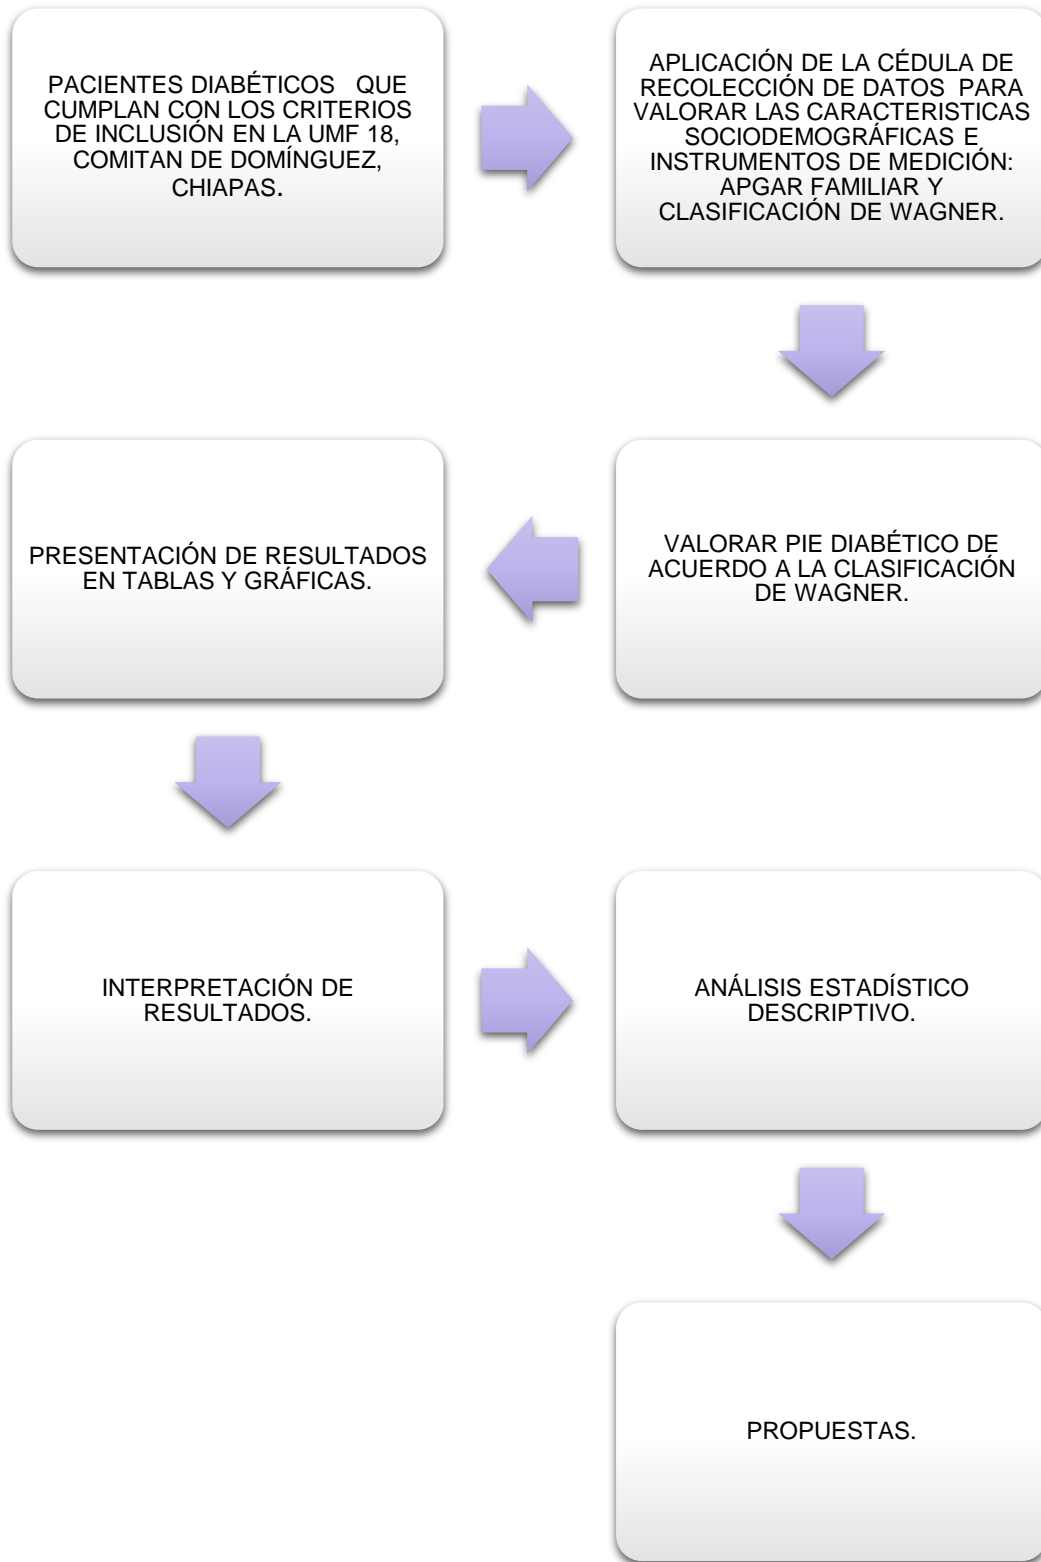 PACIENTES DIABÉTICOS QUE
CUMPLAN CON LOS CRITERIOS
DE INCLUSIÓN EN LA UMF 18,
COMITAN DE DOMÍNGUEZ,
CHIAPAS.
APLICACIÓN DE LA CÉDULA DE
RECOLECCIÓN DE DATOS PARA
VALORAR LAS CARACTERISTICAS
SOCIODEMOGRÁFICAS E
INSTRUMENTOS DE MEDICIÓN:
APGAR FAMILIAR Y
CLASIFICACIÓN DE WAGNER.
VALORAR PIE DIABÉTICO DE
ACUERDO A LA CLASIFICACIÓN
DE WAGNER.
PRESENTACIÓN DE RESULTADOS
EN TABLAS Y GRÁFICAS.
INTERPRETACIÓN DE
RESULTADOS.
ANÁLISIS ESTADÍSTICO
DESCRIPTIVO.
PROPUESTAS.